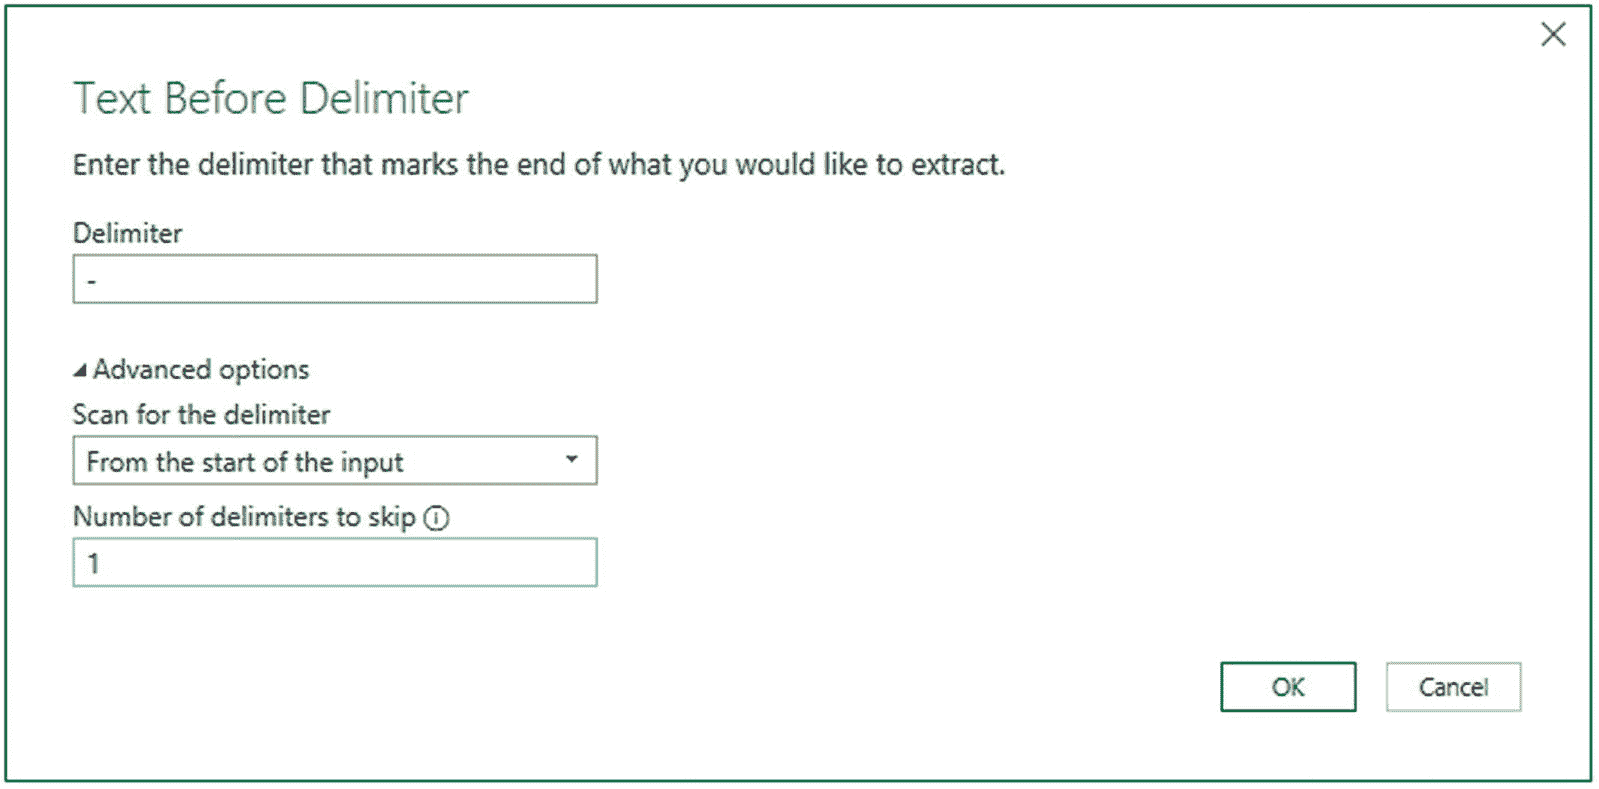 Text Before Delimiter
Enter the delimiter that marks the end of what you would like to extract.
Delimiter
-
Advanced options
Scan for the delimiter
From the start of the input
Number of delimiters to skip
1
OK Cancel